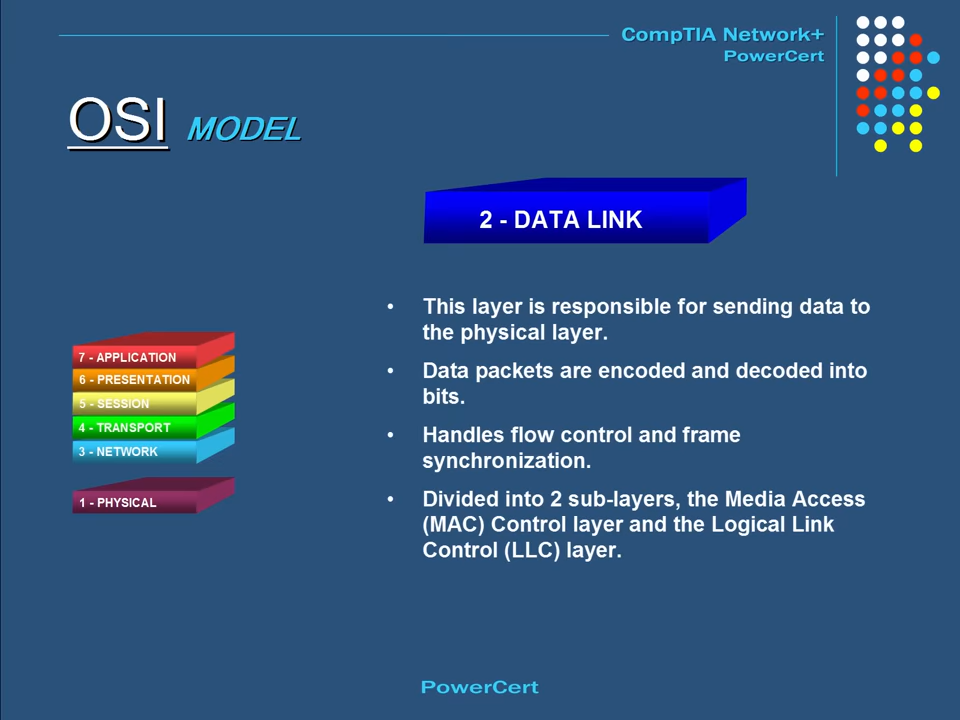 CompTIA Network+
PowerCert
OSI MODEL
2 - DATA LINK
• This layer is responsible for sending data to
the physical layer.
• Data packets are encoded and decoded into
bits.
• Handles flow control and frame
synchronization.
• Divided into 2 sub-layers, the Media Access
(MAC) Control layer and the Logical Link
Control (LLC) layer.
7 - APPLICATION
6 - PRESENTATION
5 - SESSION
4 - TRANSPORT
3 - NETWORK
1 - PHYSICAL
PowerCert